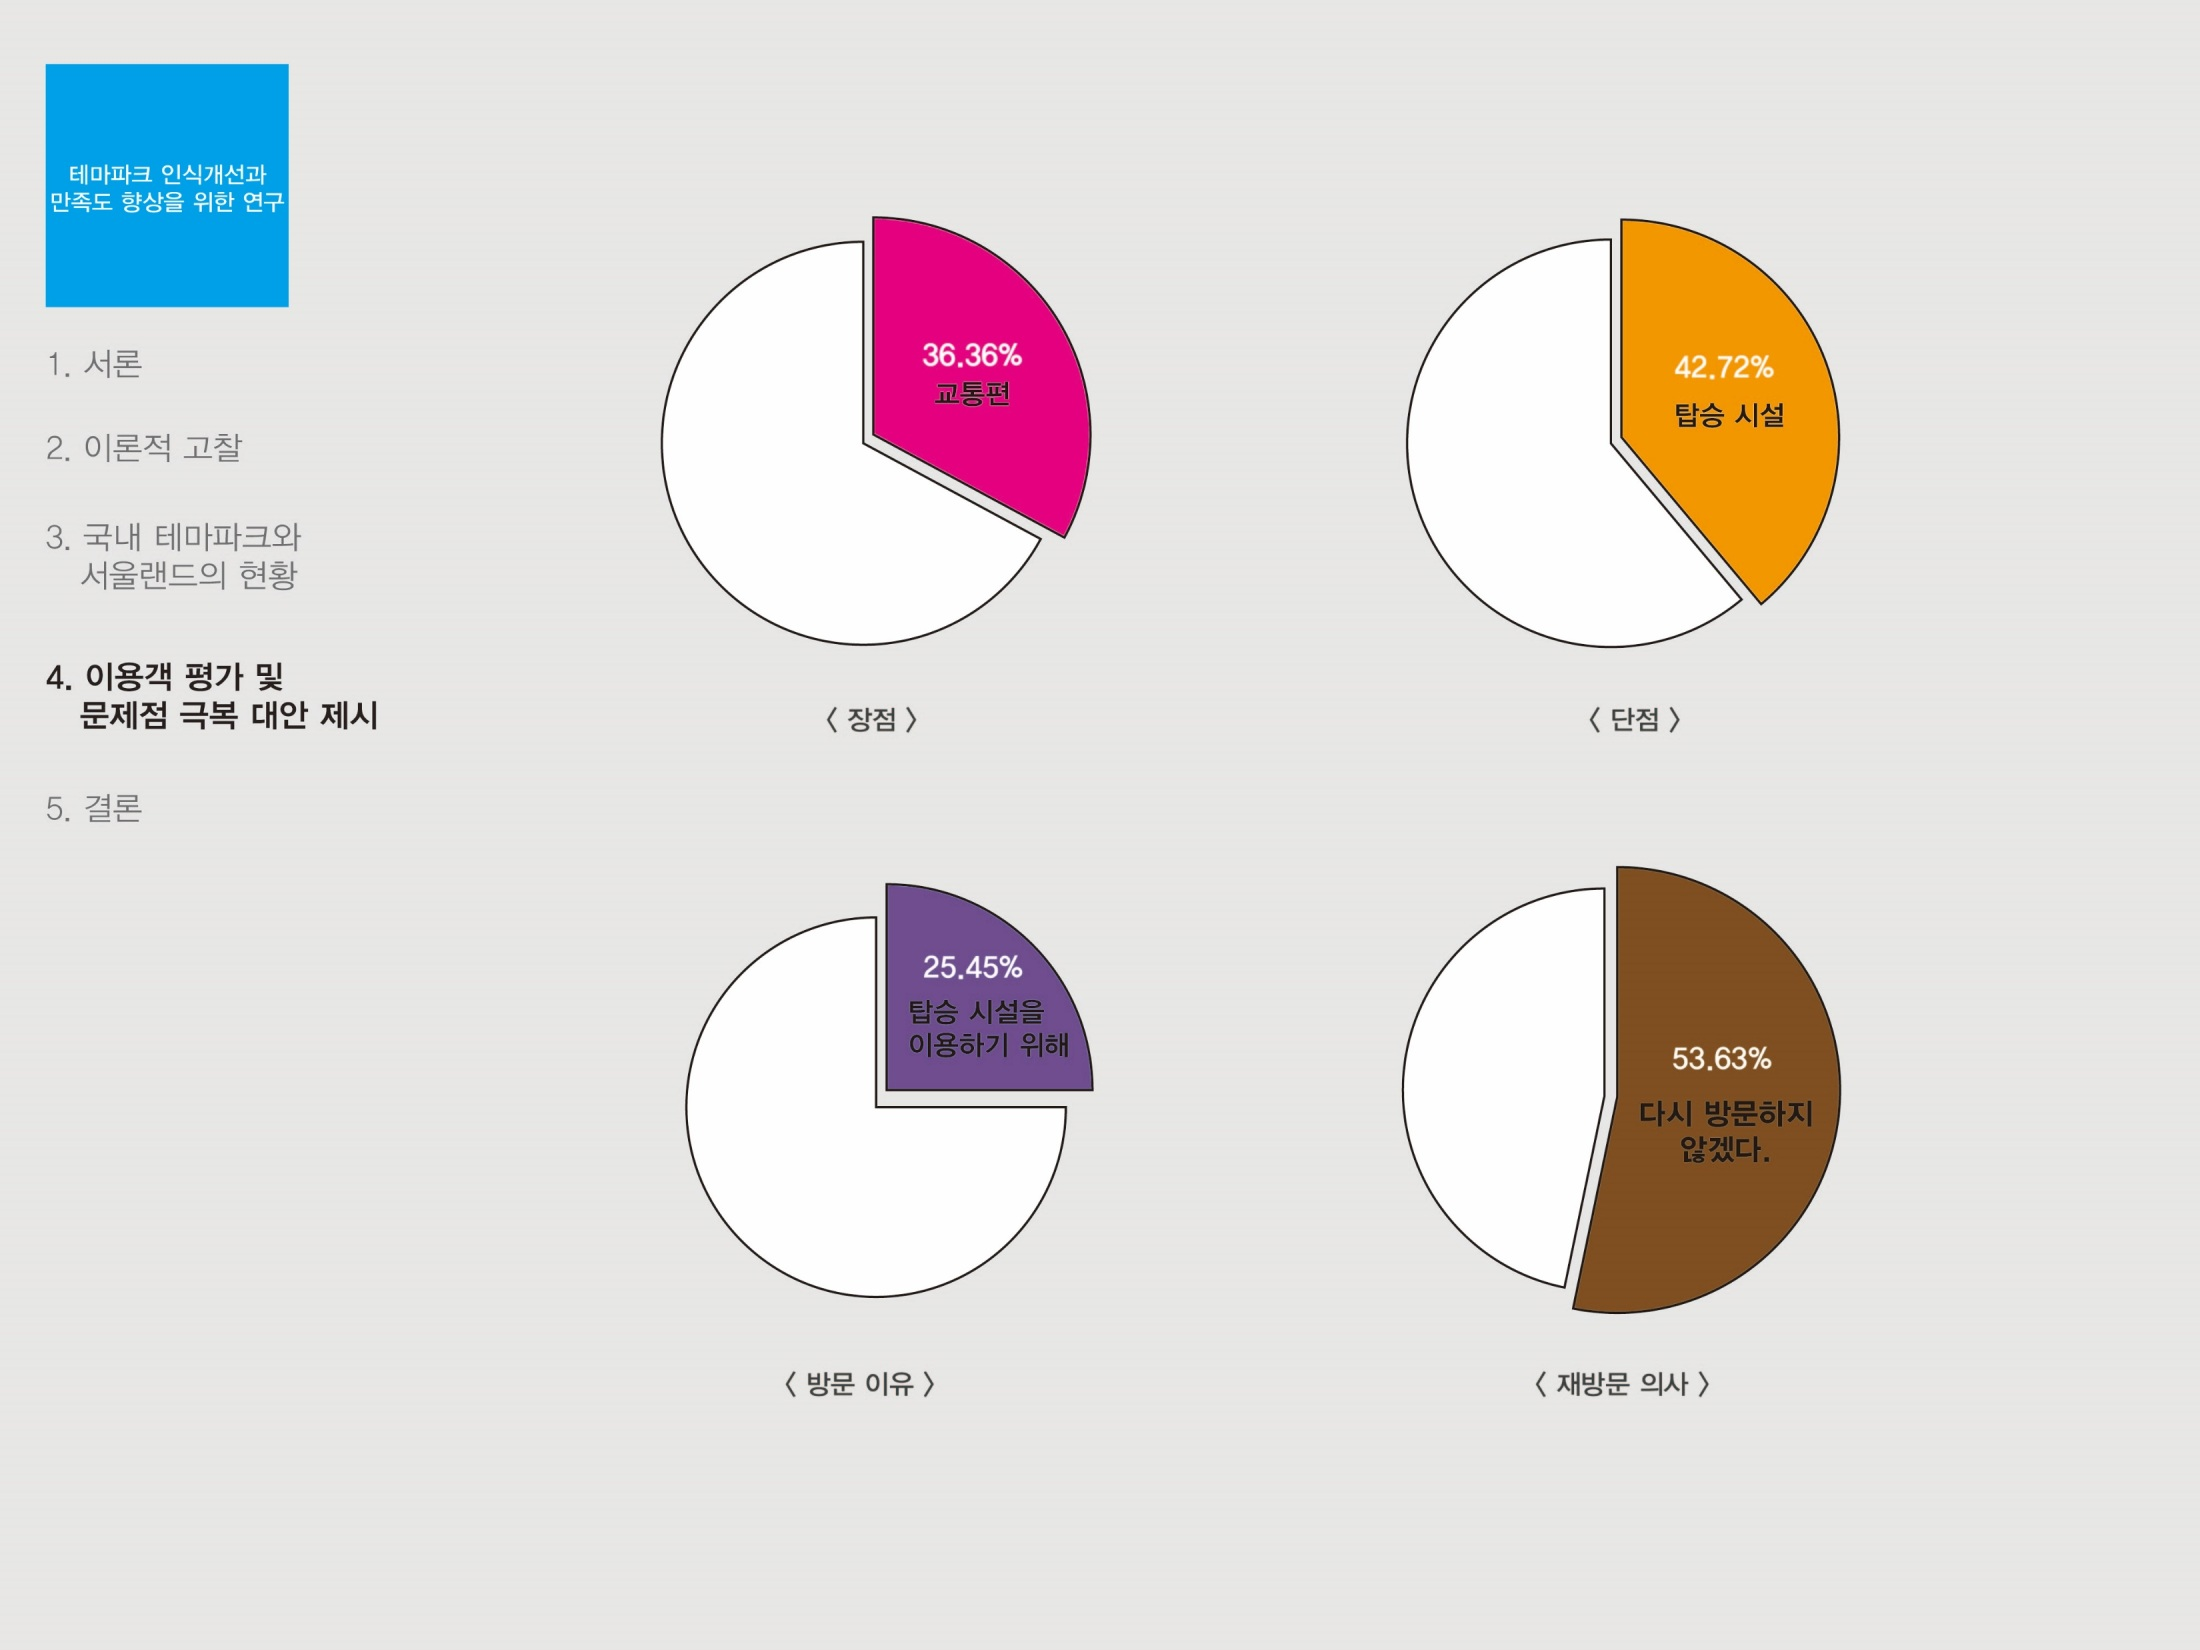 테마파크 인식개선과
만족도 향상을 위한 연구
1. 서론
2. 이론적 고찰
3. 국내 테마파크와
서울랜드의 현황
4. 이용객 평가 및
문제점 극복 대안 제시
5. 결론
36.36%
교통편
〈 장점 〉
42.72%
탑승 시설
〈 단점 〉
25.45%
탑승 시설을
이용하기 위해
〈 방문 이유 〉
53.63%
다시 방문하지
않겠다.
〈 재방문 의사 〉